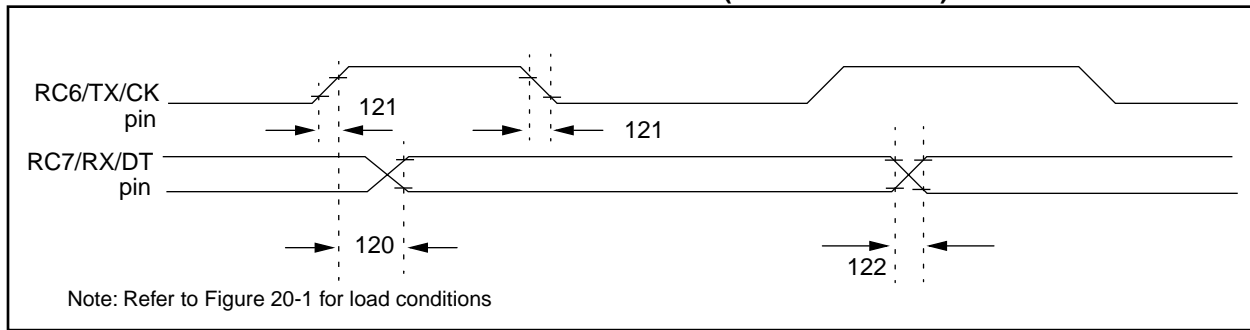 RC6/TX/CK
pin
121
121
RC7/RX/DT
pin
120
122
Note: Refer to Figure 20-1 for load conditions